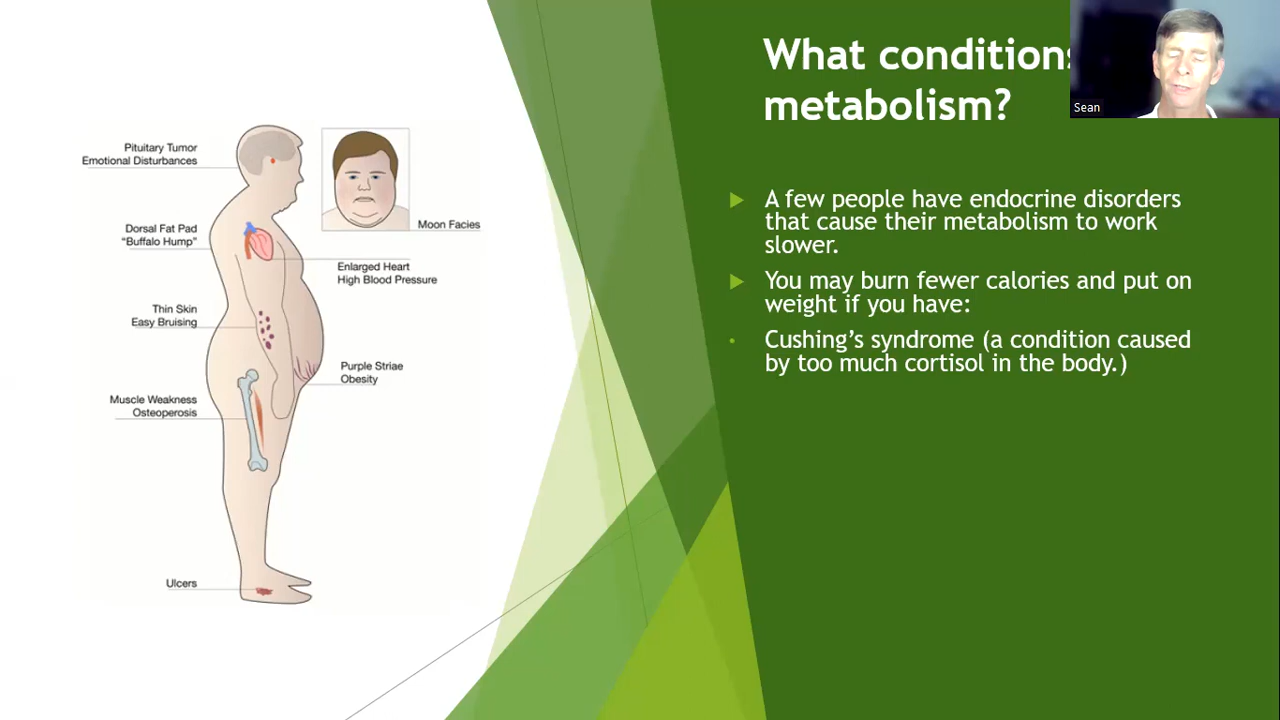 What conditions
metabolism?
Sean
A few people have endocrine disorders
that cause their metabolism to work
slower.
You may burn fewer calories and put on
weight if you have:
Cushing’s syndrome (a condition caused
by too much cortisol in the body.)
Pituitary Tumor
Emotional Disturbances
Moon Facies
Dorsal Fat Pad
“Buffalo Hump”
Enlarged Heart
High Blood Pressure
Thin Skin
Easy Bruising
Purple Striae
Obesity
Muscle Weakness
Osteoperosis
Ulcers